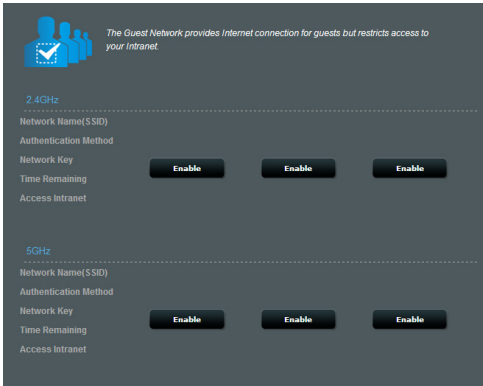 The Guest Network provides Internet connection for guests but restricts access to
your Intranet.
2.4GHz
Network Name(SSID)
Authentication Method
Network Key
Enable Enable Enable
Time Remaining
Access Intranet
5GHz
Network Name(SSID)
Authentication Method
Network Key
Enable Enable Enable
Time Remaining
Access Intranet